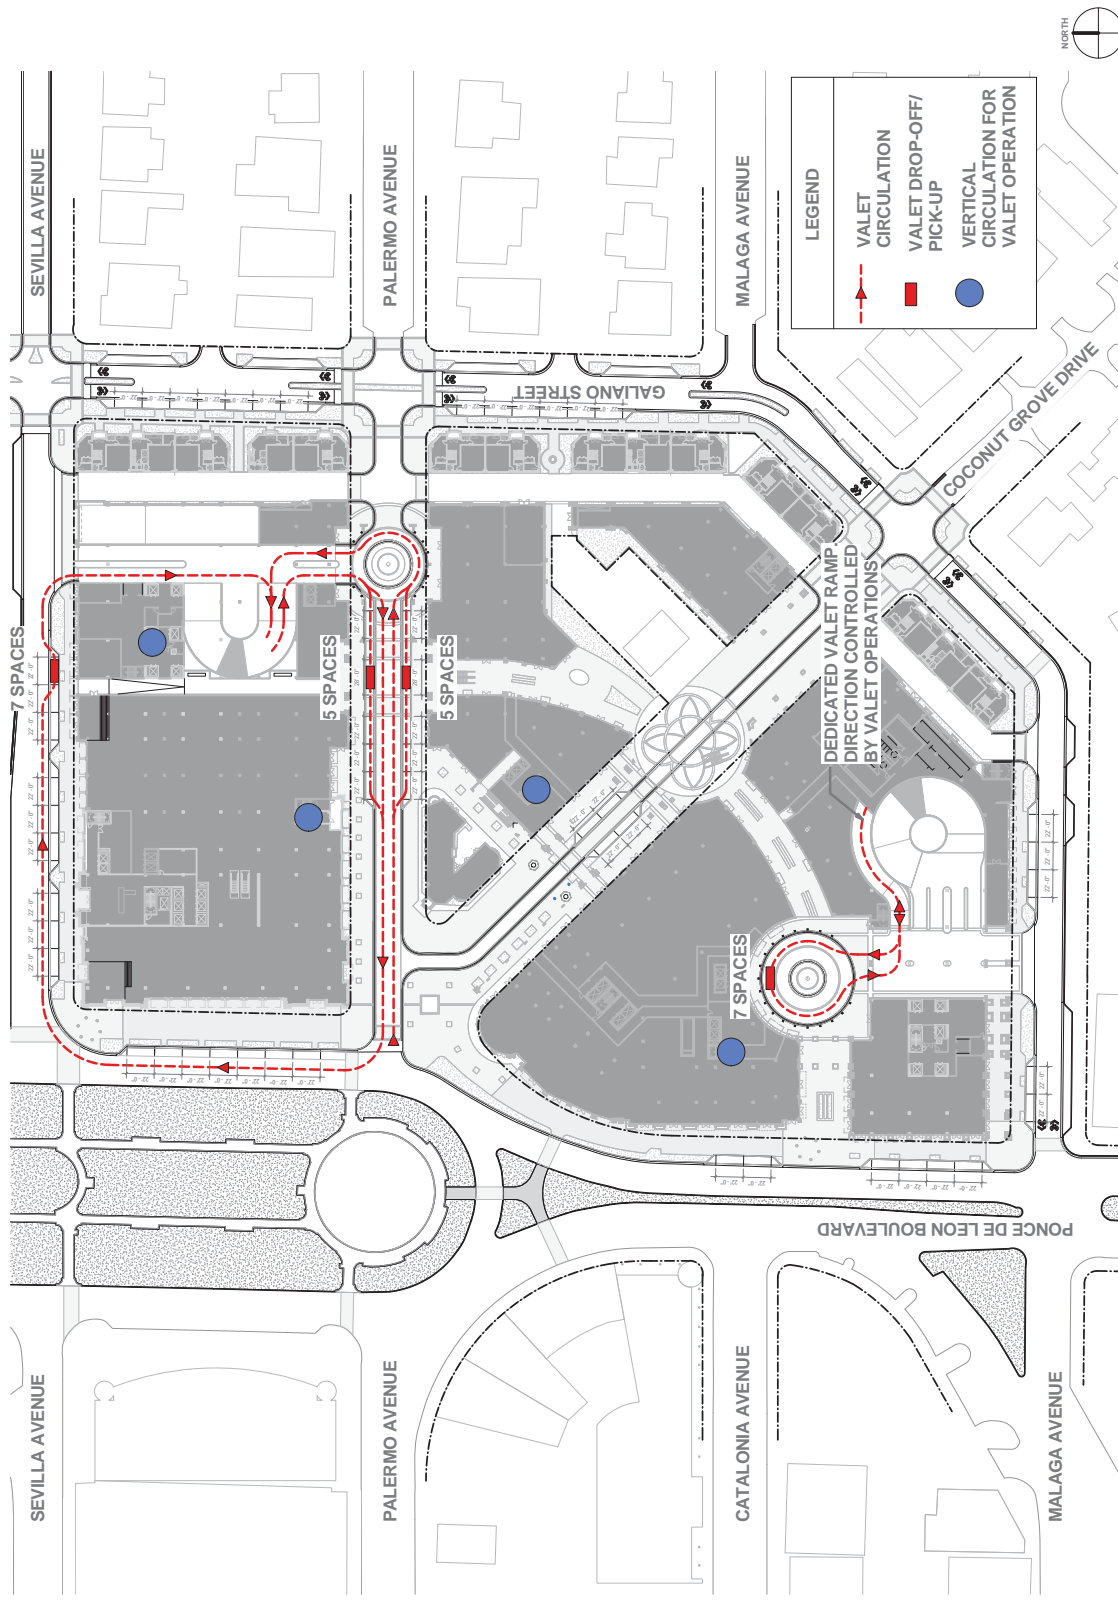 NORTH
SEVILLA AVENUE
PALERMO AVENUE
MALAGA AVENUE
LEGEND
VALET
CIRCULATION
VALET DROP-OFF/
PICK-UP
VERTICAL
CIRCULATION FOR
VALET OPERATION
GALIANO STREET
COCONUT GROVE DRIVE
7 SPACES
5 SPACES
5 SPACES
DEDICATED VALET RAMP
DIRECTION CONTROLLED
BY VALET OPERATIONS
7 SPACES
PONCE DE LEON BOULEVARD
SEVILLA AVENUE
PALERMO AVENUE
CATALONIA AVENUE
MALAGA AVENUE